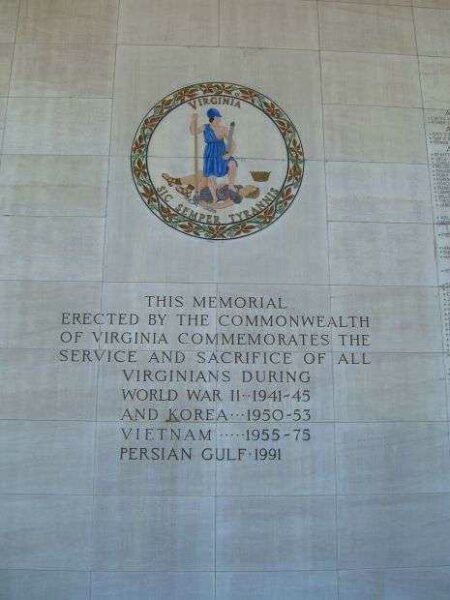 VIRGINIA
SIC SEMPER TYRANNIS
THIS MEMORIAL
ERECTED BY THE COMMONWEALTH
OF VIRGINIA COMMEMORATES THE
SERVICE AND SACRIFICE OF ALL
VIRGINIANS DURING
WORLD WAR II··1941-45
AND KOREA···1950-53
VIETNAM ·····1955-75
PERSIAN GULF·1991